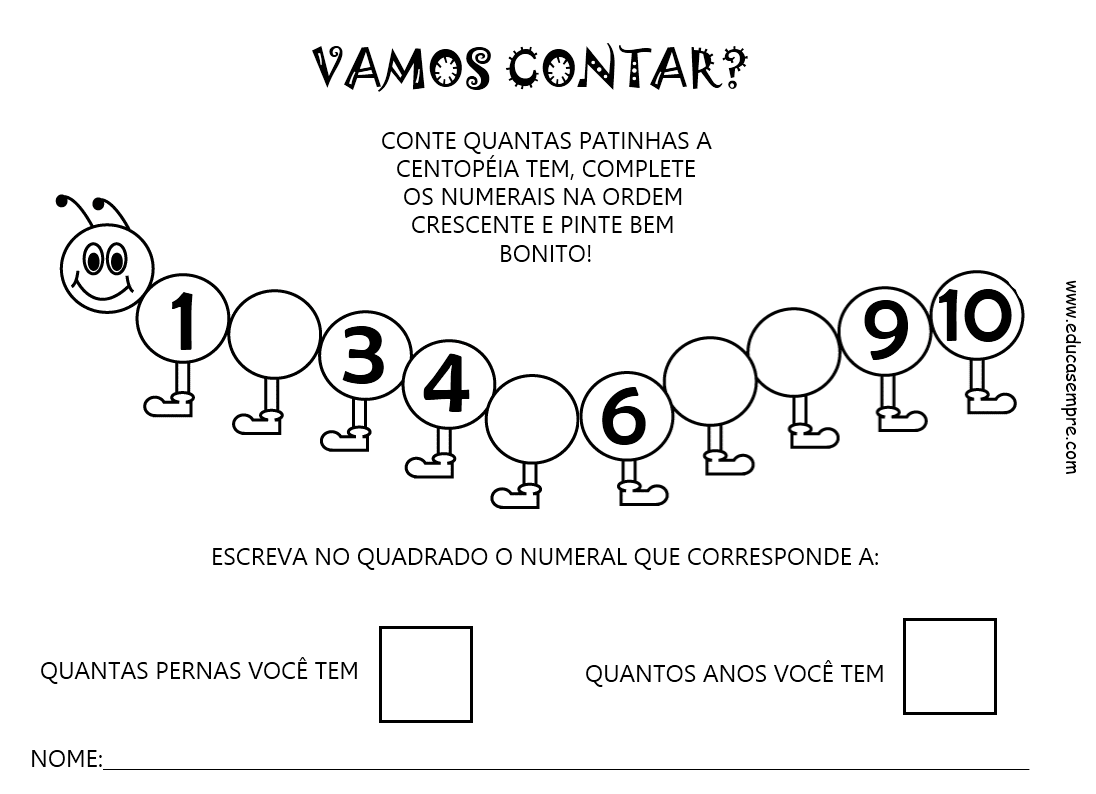 VAMOS CONTAR?
CONTE QUANTAS PATINHAS A
CENTOPÉIA TEM, COMPLETE
OS NUMERAIS NA ORDEM
CRESCENTE E PINTE BEM
BONITO!
1 3 4 6 9 10
www.educasempre.com
ESCREVA NO QUADRADO O NUMERAL QUE CORRESPONDE A:
QUANTAS PERNAS VOCÊ TEM
QUANTOS ANOS VOCÊ TEM
NOME: